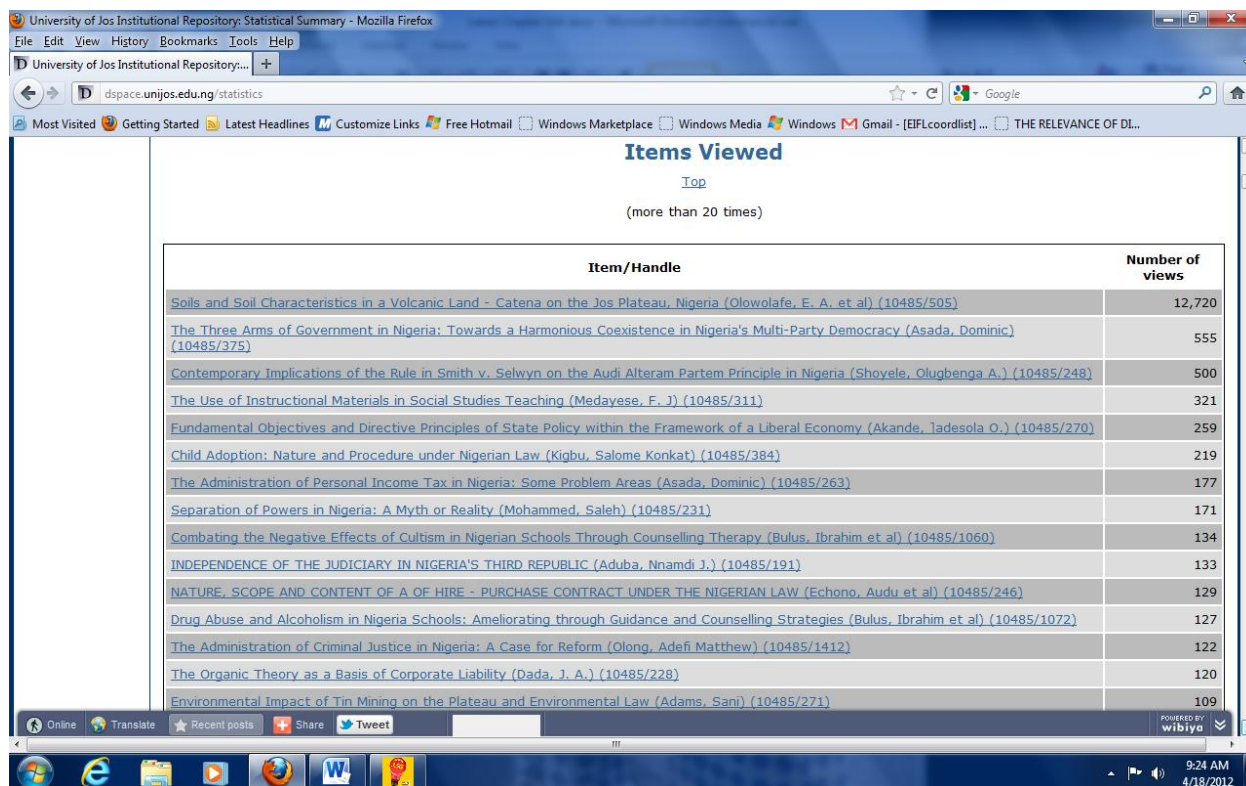 University of Jos Institutional Repository: Statistical Summary - Mozilla Firefox
File Edit View History Bookmarks Tools Help
University of Jos Institutional Repository:... +
dspace.unijos.edu.ng/statistics Google
Most Visited Getting Started Latest Headlines Customize Links Free Hotmail Windows Marketplace Windows Media Windows Gmail - [EIFLcoordlist] ... THE RELEVANCE OF DI...
Items Viewed
Top
(more than 20 times)
Item/Handle Number of
views
Soils and Soil Characteristics in a Volcanic Land - Catena on the Jos Plateau, Nigeria (Olowolafe, E. A. et al) (10485/505) 12,720
The Three Arms of Government in Nigeria: Towards a Harmonious Coexistence in Nigeria's Multi-Party Democracy (Asada, Dominic)
(10485/375) 555
Contemporary Implications of the Rule in Smith v. Selwyn on the Audi Alteram Partem Principle in Nigeria (Shoyele, Olugbenga A.) (10485/248) 500
The Use of Instructional Materials in Social Studies Teaching (Medayese, F. J) (10485/311) 321
Fundamental Objectives and Directive Principles of State Policy within the Framework of a Liberal Economy (Akande, Jadesola O.) (10485/270) 259
Child Adoption: Nature and Procedure under Nigerian Law (Kigbu, Salome Konkat) (10485/384) 219
The Administration of Personal Income Tax in Nigeria: Some Problem Areas (Asada, Dominic) (10485/263) 177
Separation of Powers in Nigeria: A Myth or Reality (Mohammed, Saleh) (10485/231) 171
Combating the Negative Effects of Cultism in Nigerian Schools Through Counselling Therapy (Bulus, Ibrahim et al) (10485/1060) 134
INDEPENDENCE OF THE JUDICIARY IN NIGERIA'S THIRD REPUBLIC (Aduba, Nnamdi J.) (10485/191) 133
NATURE, SCOPE AND CONTENT OF A OF HIRE - PURCHASE CONTRACT UNDER THE NIGERIAN LAW (Echono, Audu et al) (10485/246) 129
Drug Abuse and Alcoholism in Nigeria Schools: Ameliorating through Guidance and Counselling Strategies (Bulus, Ibrahim et al) (10485/1072) 127
The Administration of Criminal Justice in Nigeria: A Case for Reform (Olong, Adefi Matthew) (10485/1412) 122
The Organic Theory as a Basis of Corporate Liability (Dada, J. A.) (10485/228) 120
Environmental Impact of Tin Mining on the Plateau and Environmental Law (Adams, Sani) (10485/271) 109
Online Translate Recent posts Share Tweet POWERED BY
wibiya
9:24 AM
4/18/2012